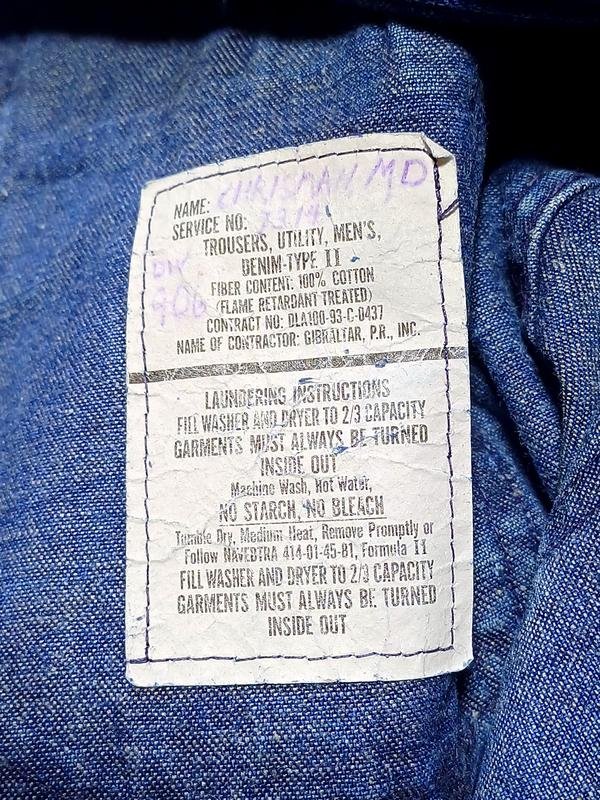 NAME: CHRISMAN MD
SERVICE NO: 7314
TROUSERS, UTILITY, MEN'S,
DENIM-TYPE II
DIV
FIBER CONTENT: 100% COTTON
(FLAME RETARDANT TREATED)
CONTRACT NO: DLA100-93-C-0437
NAME OF CONTRACTOR: GIBRALTAR, P.R., INC.
LAUNDERING INSTRUCTIONS
FILL WASHER AND DRYER TO 2/3 CAPACITY
GARMENTS MUST ALWAYS BE TURNED
INSIDE OUT
Machine Wash, Hot Water,
NO STARCH, NO BLEACH
Tumble Dry, Medium Heat, Remove Promptly or
Follow NAVEDTRA 414-01-45-81, Formula II
FILL WASHER AND DRYER TO 2/3 CAPACITY
GARMENTS MUST ALWAYS BE TURNED
INSIDE OUT